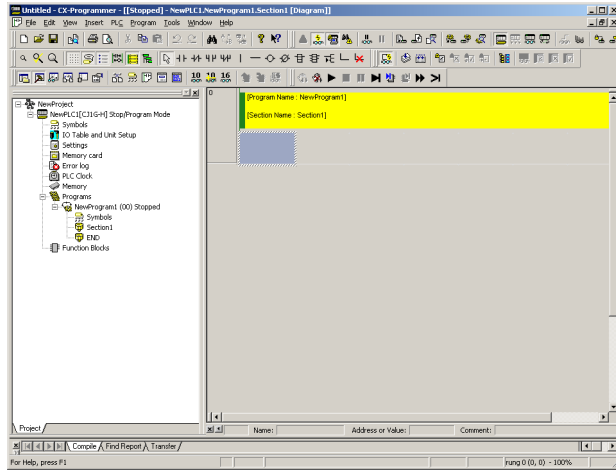 Untitled - CX-Programmer - [[Stopped] - NewPLC1.NewProgram1.Section1 [Diagram]]
File Edit View Insert PLC Program Tools Window Help
10 10 16
NewProject
NewPLC1[CJ1G-H] Stop/Program Mode
Symbols
IO Table and Unit Setup
Settings
Memory card
Error log
PLC Clock
Memory
Programs
NewProgram1 (00) Stopped
Symbols
Section1
END
Function Blocks
Project
0
[Program Name : NewProgram1]
[Section Name : Section1]
Name: Address or Value: Comment:
Compile Find Report Transfer
For Help, press F1
rung 0 (0, 0) - 100%